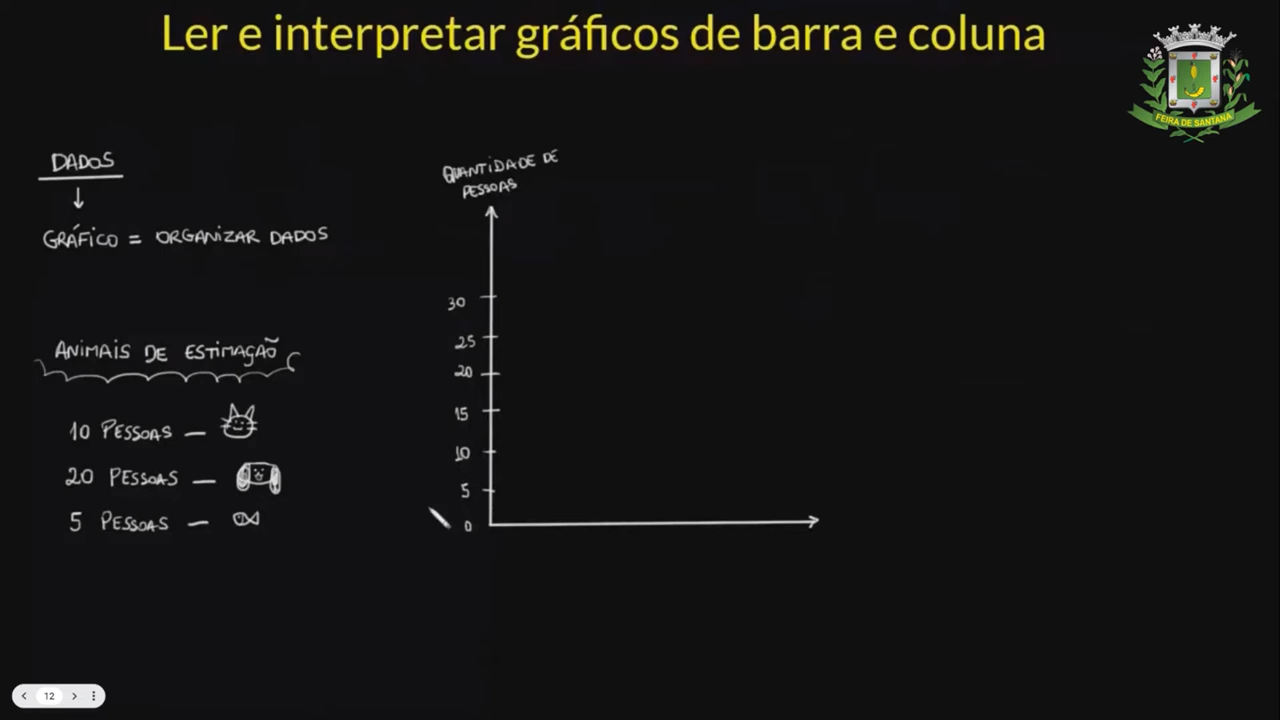 Ler e interpretar gráficos de barra e coluna
FEIRA DE SANTANA
DADOS
GRÁFICO = ORGANIZAR DADOS
ANIMAIS DE ESTIMAÇÃO
10 PESSOAS —
20 PESSOAS —
5 PESSOAS —
QUANTIDADE DE
PESSOAS
30
25
20
15
10
5
0
12